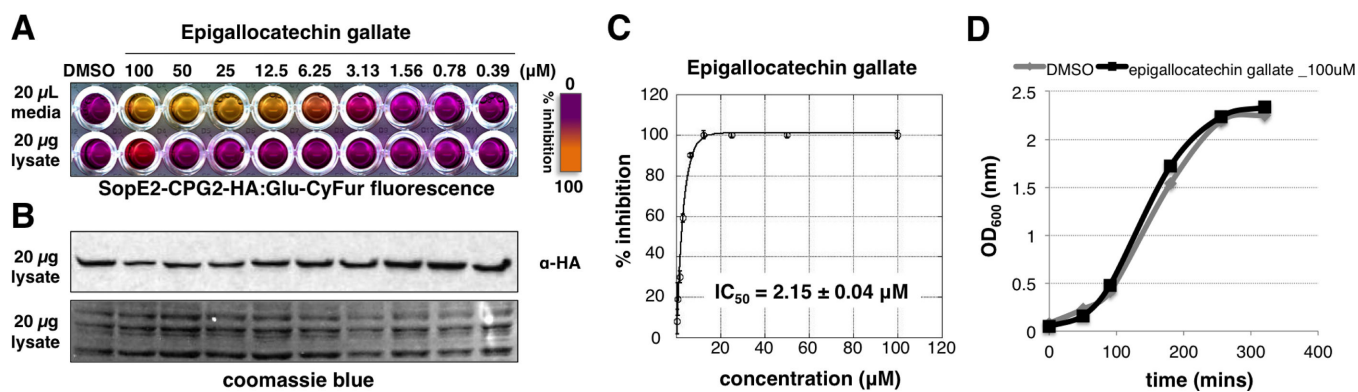 A
Epigallocatechin gallate
DMSO 100 50 25 12.5 6.25 3.13 1.56 0.78 0.39 (µM)
20 µL
media
20 µg
lysate
0
% inhibition
100
SopE2-CPG2-HA:Glu-CyFur fluorescence
B
20 µg
lysate
α-HA
20 µg
lysate
coomassie blue
C
Epigallocatechin gallate
% inhibition
120
100
80
60
40
20
0
IC50 = 2.15 ± 0.04 µM
20 40 60 80 100 120
concentration (µM)
D
DMSO epigallocatechin gallate _100uM
OD600 (nm)
2.5
2
1.5
1
0.5
0
0 100 200 300 400
time (mins)